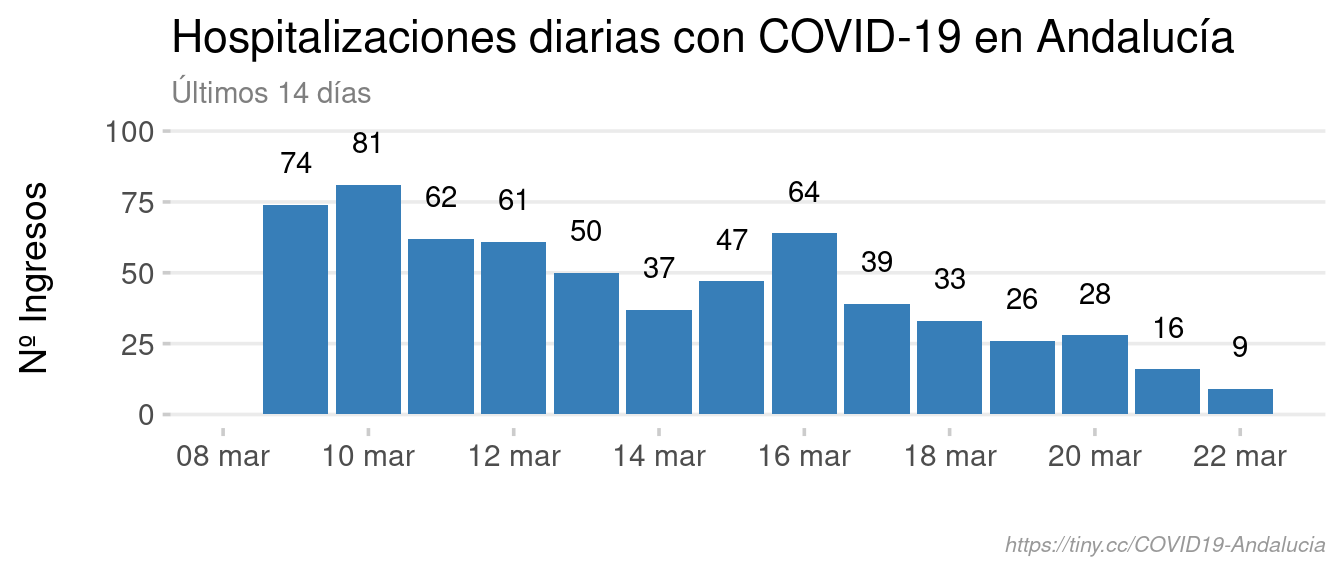 Hospitalizaciones diarias con COVID-19 en Andalucía
Últimos 14 días
Nº Ingresos
100
75
50
25
0
74
81
62
61
50
37
47
64
39
33
26
28
16
9
08 mar
10 mar
12 mar
14 mar
16 mar
18 mar
20 mar
22 mar
https://tiny.cc/COVID19-Andalucia